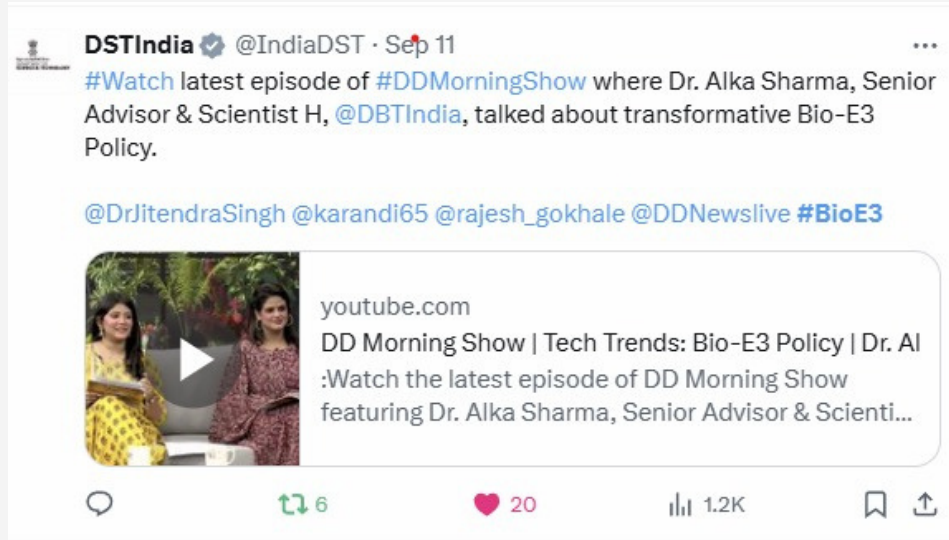 DSTIndia @IndiaDST · Sep 11
#Watch latest episode of #DDMorningShow where Dr. Alka Sharma, Senior
Advisor & Scientist H, @DBTIndia, talked about transformative Bio-E3
Policy.
@DrJitendraSingh @karandi65 @rajesh_gokhale @DDNewslive #BioE3
youtube.com
DD Morning Show | Tech Trends: Bio-E3 Policy | Dr. Al
:Watch the latest episode of DD Morning Show
featuring Dr. Alka Sharma, Senior Advisor & Scienti...
6 20 1.2K